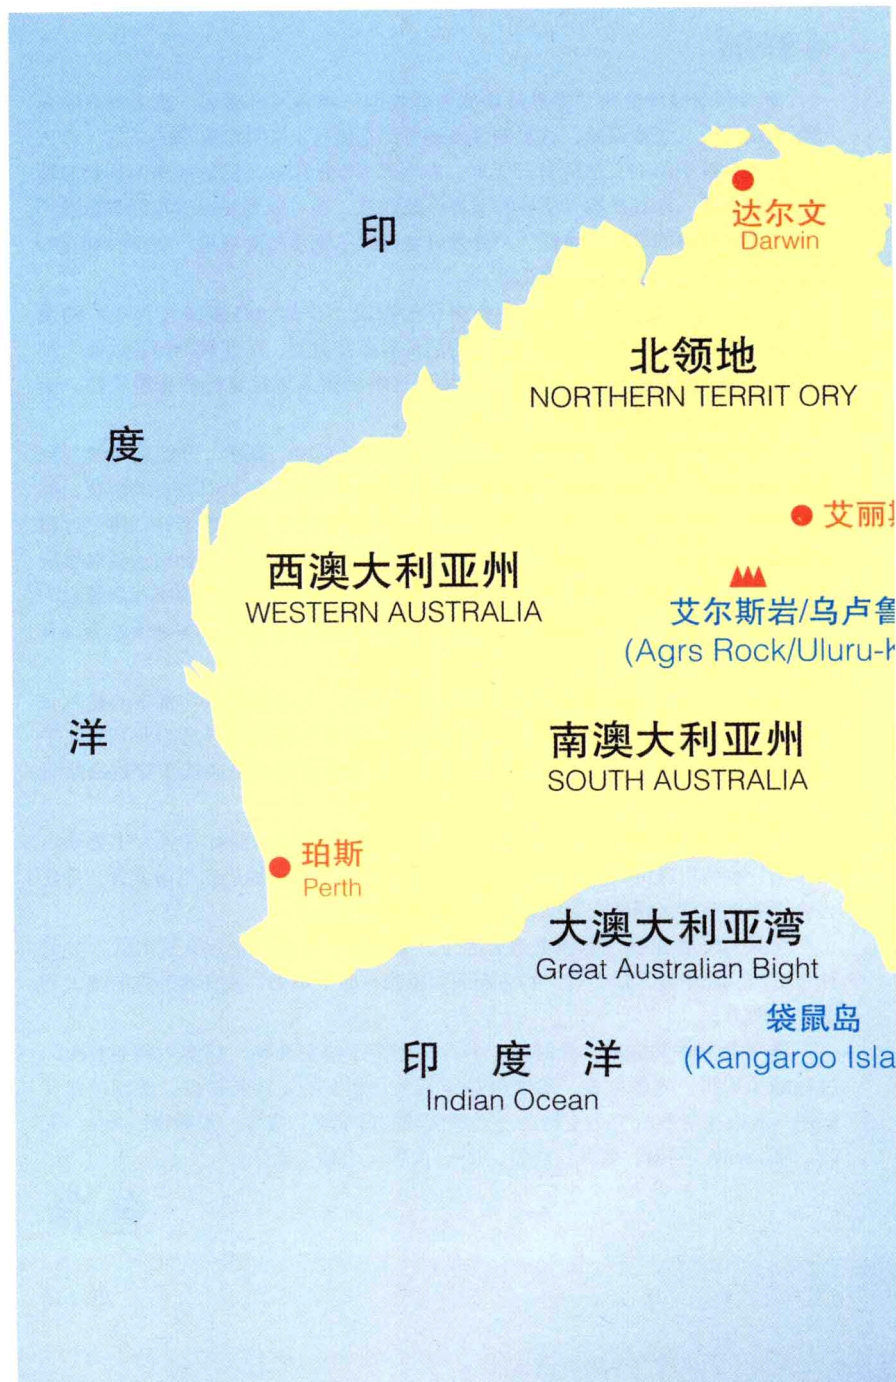 印
度
洋
达尔文
Darwin
北领地
NORTHERN TERRIT ORY
艾丽
西澳大利亚州
WESTERN AUSTRALIA
艾尔斯岩/乌卢鲁
(Agrs Rock/Uluru-K
南澳大利亚州
SOUTH AUSTRALIA
珀斯
Perth
大澳大利亚湾
Great Australian Bight
袋鼠岛
(Kangaroo Isla
印 度 洋
Indian Ocean